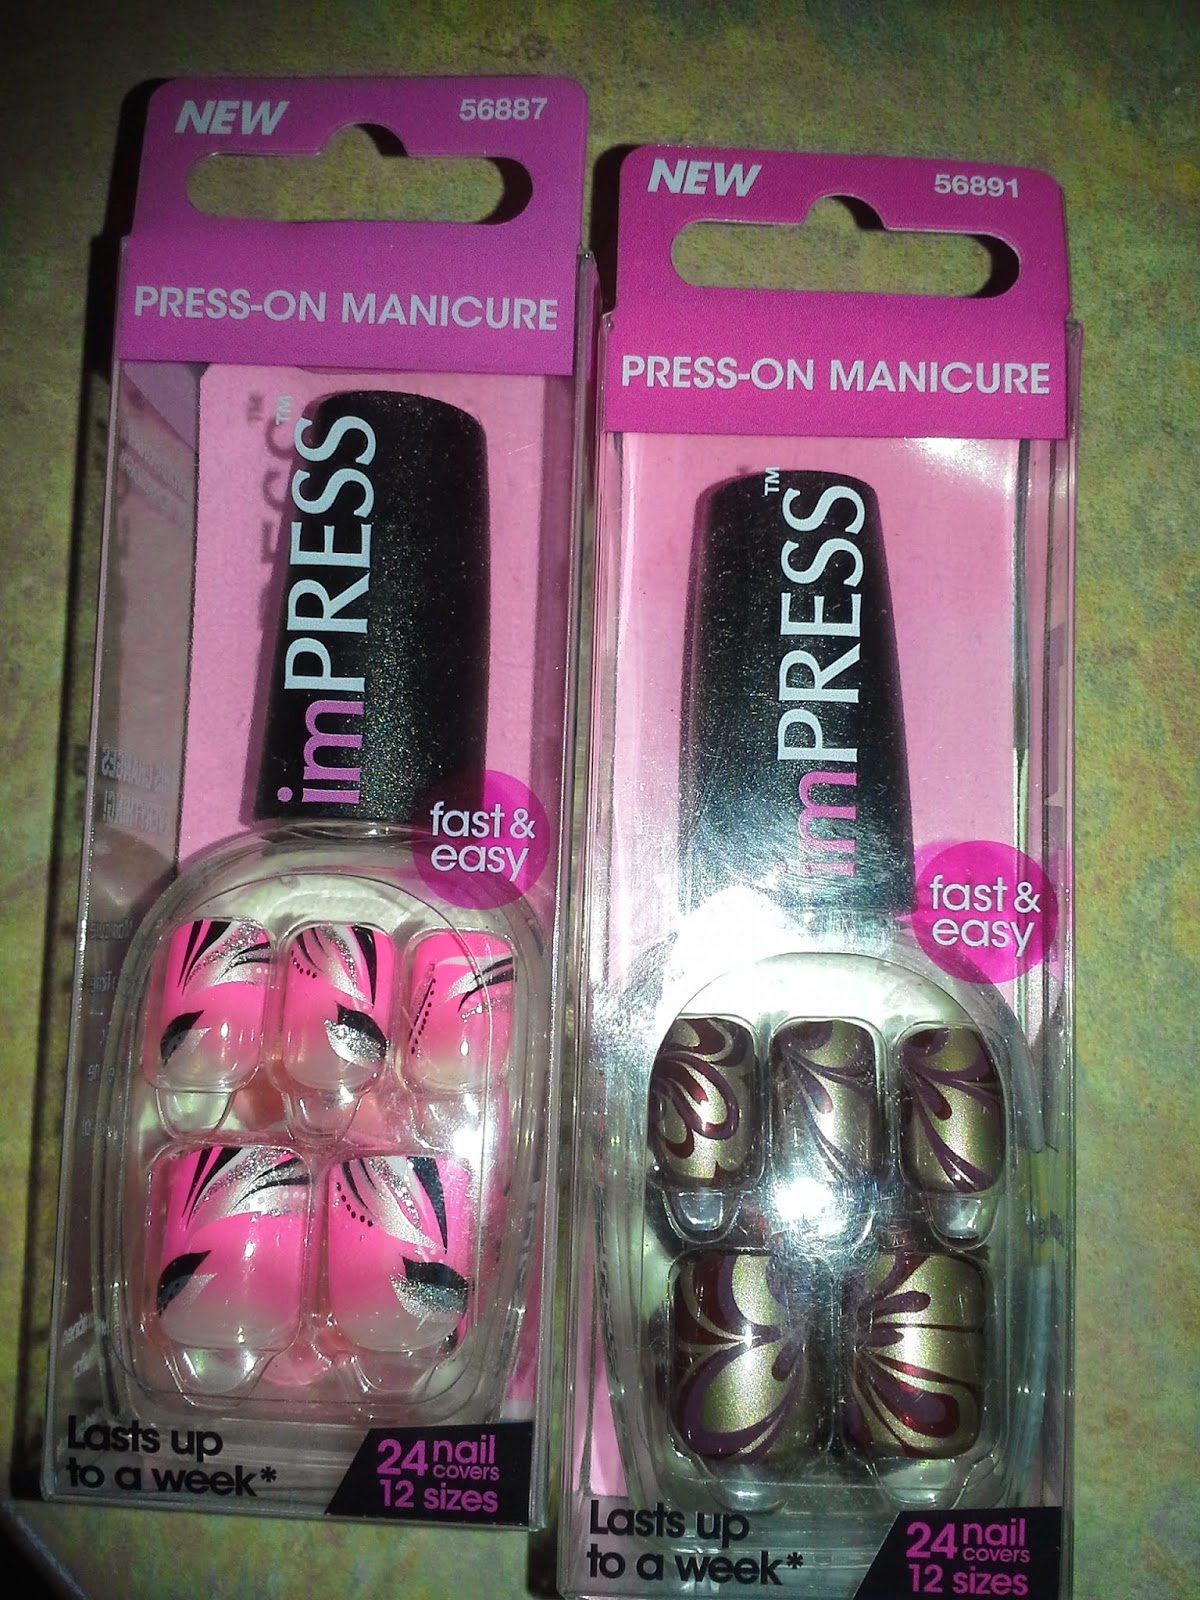 NEW
56887
PRESS-ON MANICURE
imPRESS™
fast &
easy
Lasts up
to a week*
24 nail
covers
12 sizes
NEW
56891
PRESS-ON MANICURE
imPRESS™
fast &
easy
Lasts up
to a week*
24 nail
covers
12 sizes